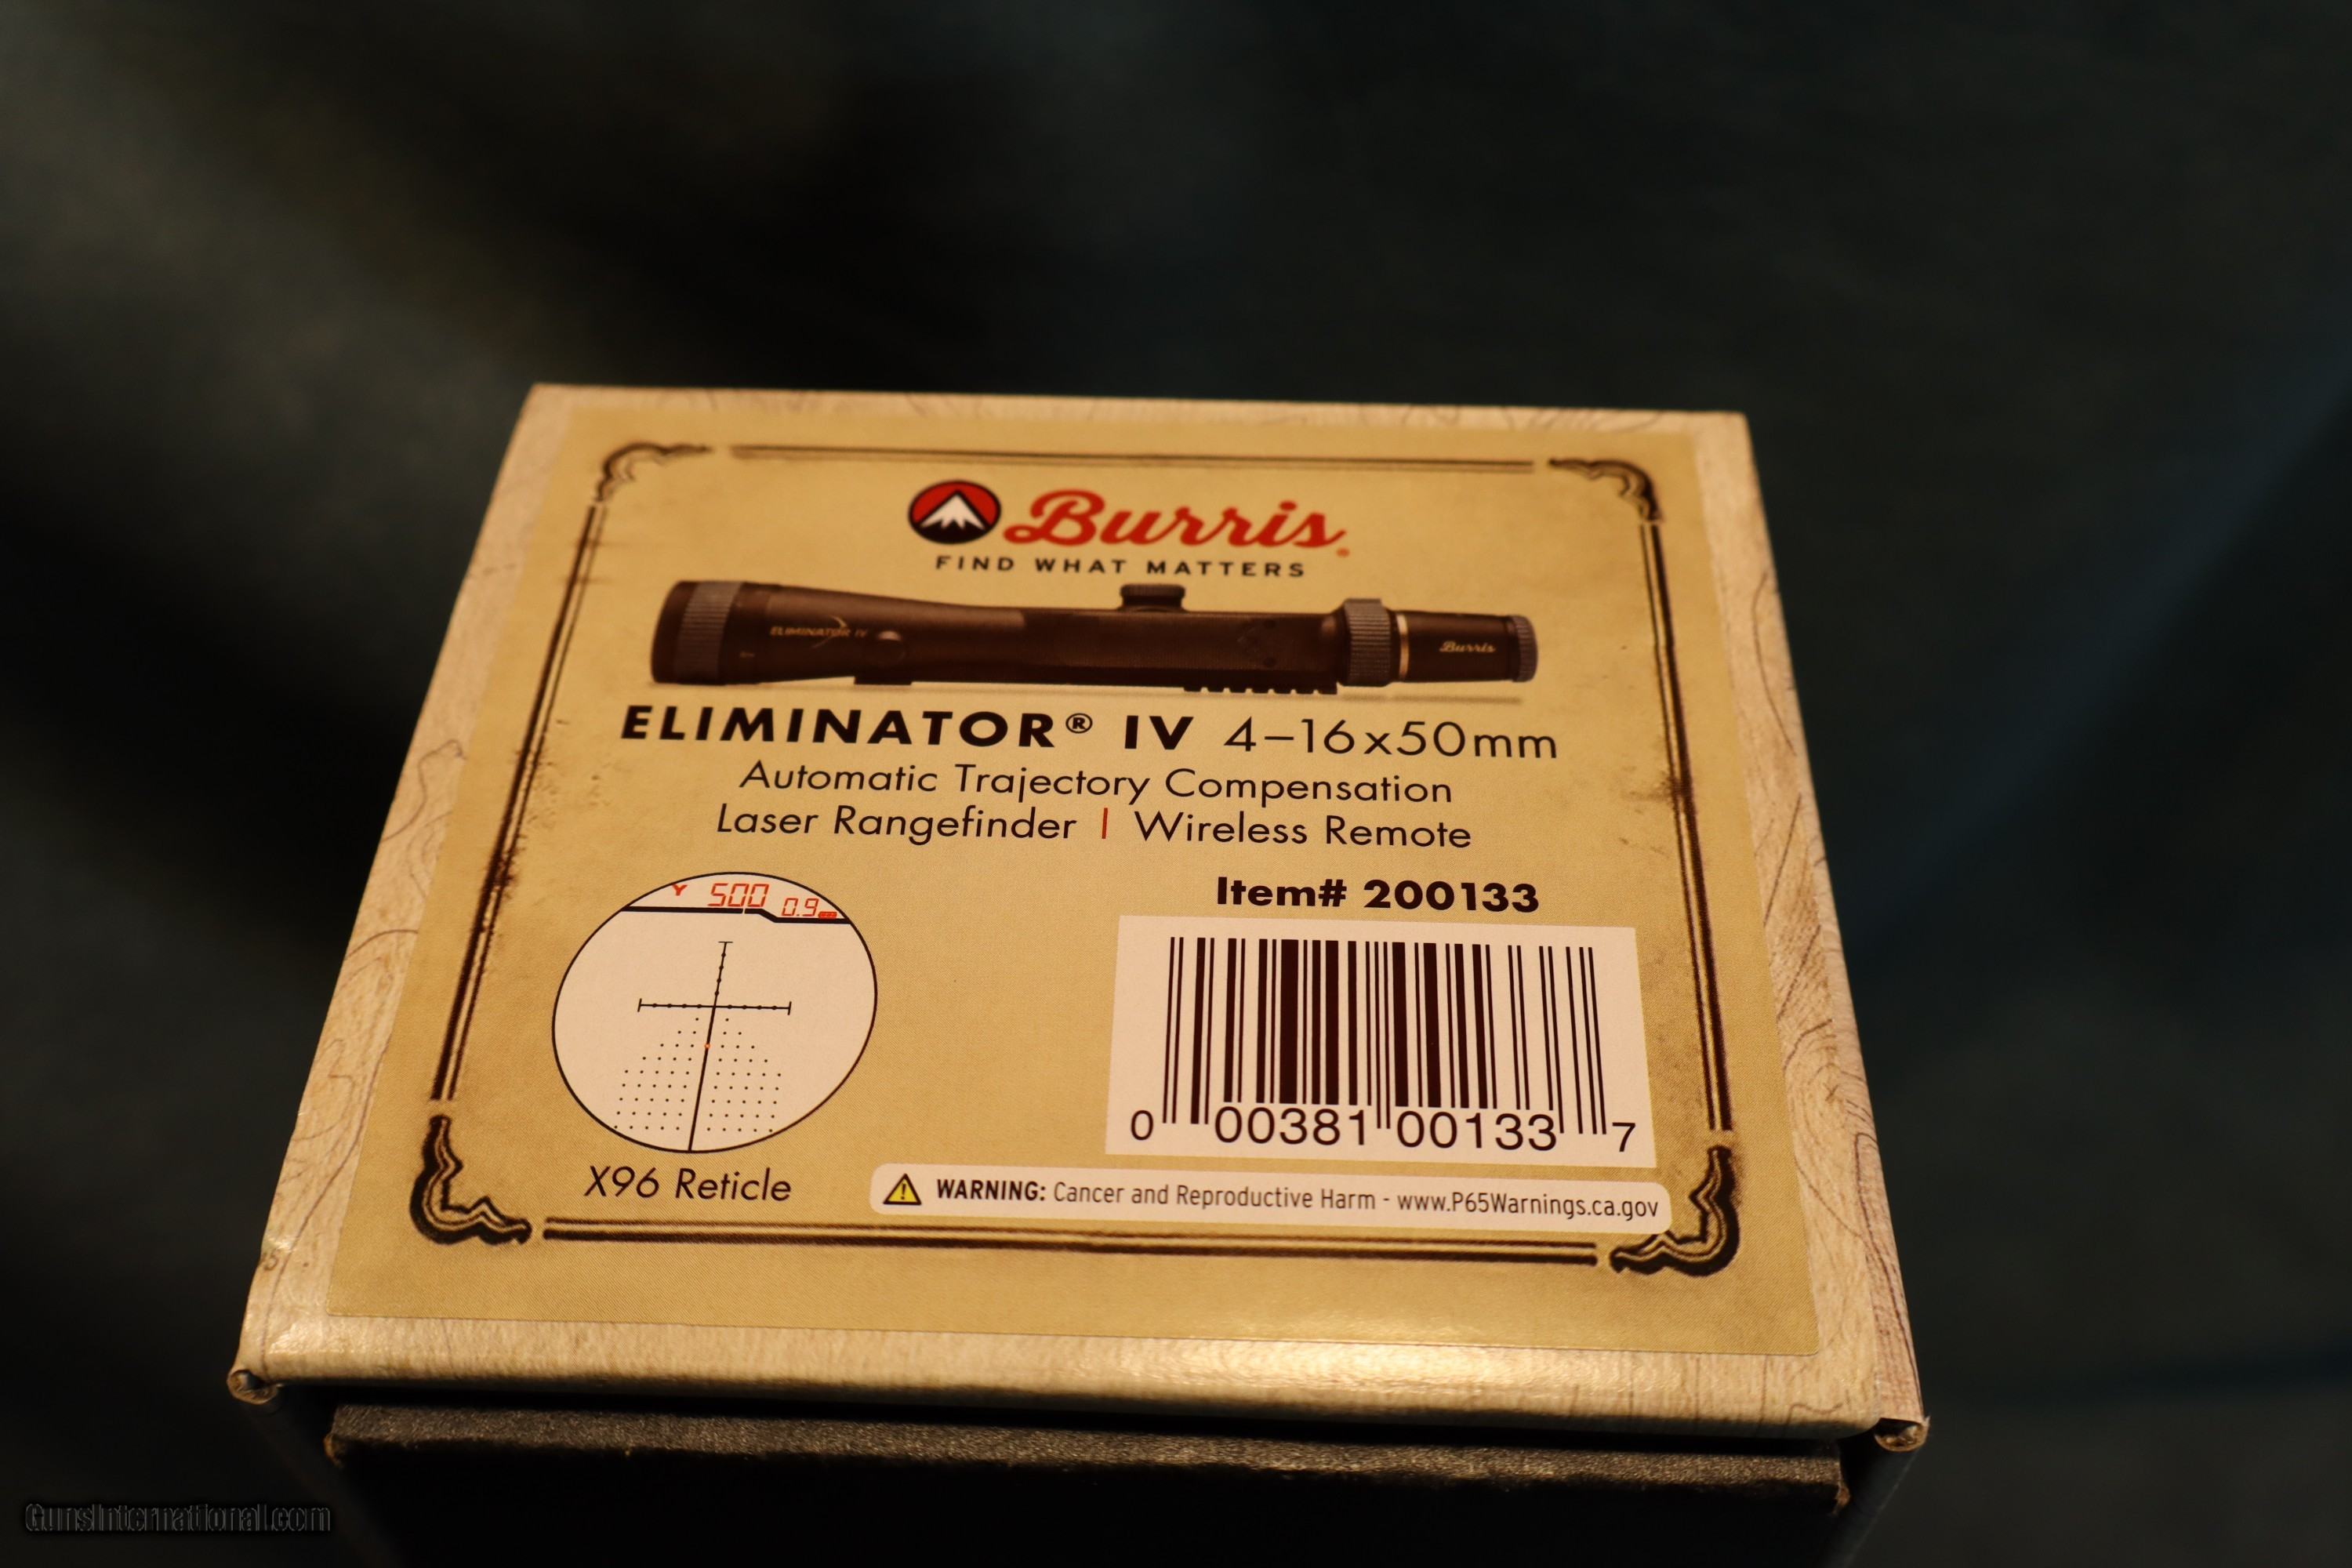 Burris
FIND WHAT MATTERS
ELIMINATOR IV
Burris
ELIMINATOR® IV 4–16x50mm
Automatic Trajectory Compensation
Laser Rangefinder | Wireless Remote
Y 500 0.9
Item# 200133
0 00381 00133 7
X96 Reticle
WARNING: Cancer and Reproductive Harm - www.P65Warnings.ca.gov
GunsInternational.com